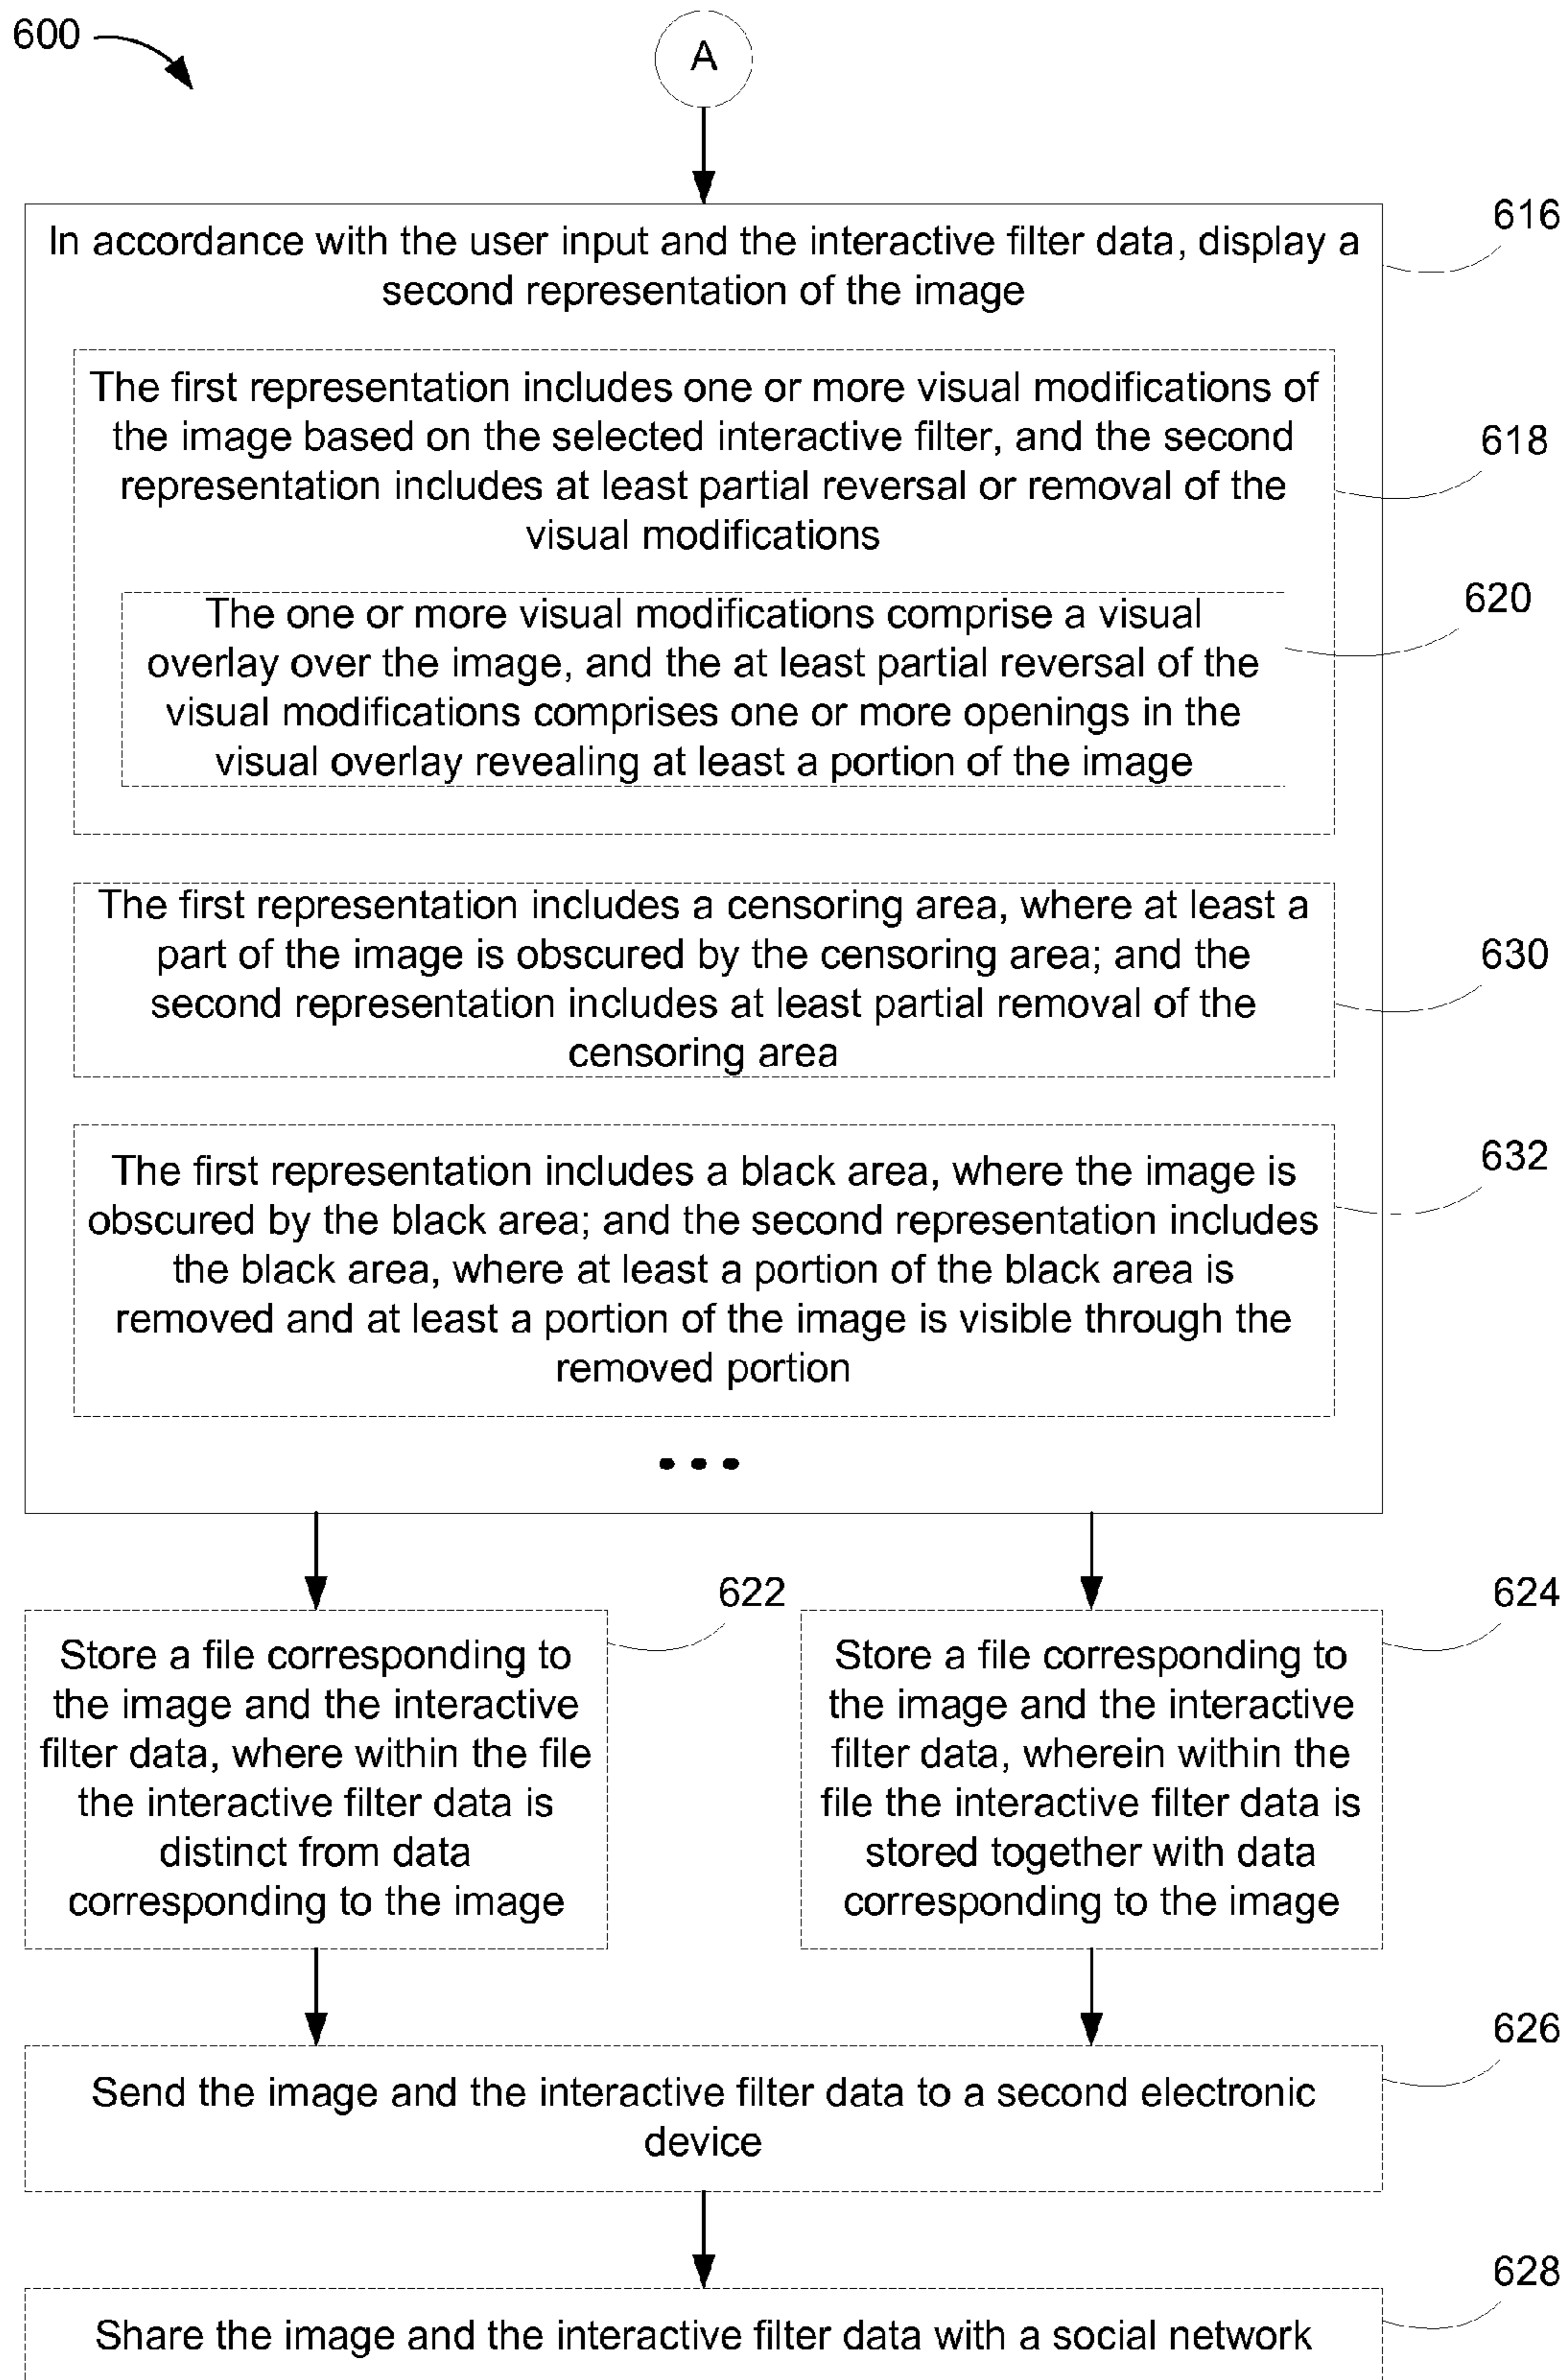 600
A
616
In accordance with the user input and the interactive filter data, display a
second representation of the image
The first representation includes one or more visual modifications of
the image based on the selected interactive filter, and the second
representation includes at least partial reversal or removal of the
visual modifications
618
The one or more visual modifications comprise a visual
overlay over the image, and the at least partial reversal of the
visual modifications comprises one or more openings in the
visual overlay revealing at least a portion of the image
620
The first representation includes a censoring area, where at least a
part of the image is obscured by the censoring area; and the
second representation includes at least partial removal of the
censoring area
630
The first representation includes a black area, where the image is
obscured by the black area; and the second representation includes
the black area, where at least a portion of the black area is
removed and at least a portion of the image is visible through the
removed portion
632
• • •
622
Store a file corresponding to
the image and the interactive
filter data, where within the file
the interactive filter data is
distinct from data
corresponding to the image
624
Store a file corresponding to
the image and the interactive
filter data, wherein within the
file the interactive filter data is
stored together with data
corresponding to the image
626
Send the image and the interactive filter data to a second electronic
device
628
Share the image and the interactive filter data with a social network